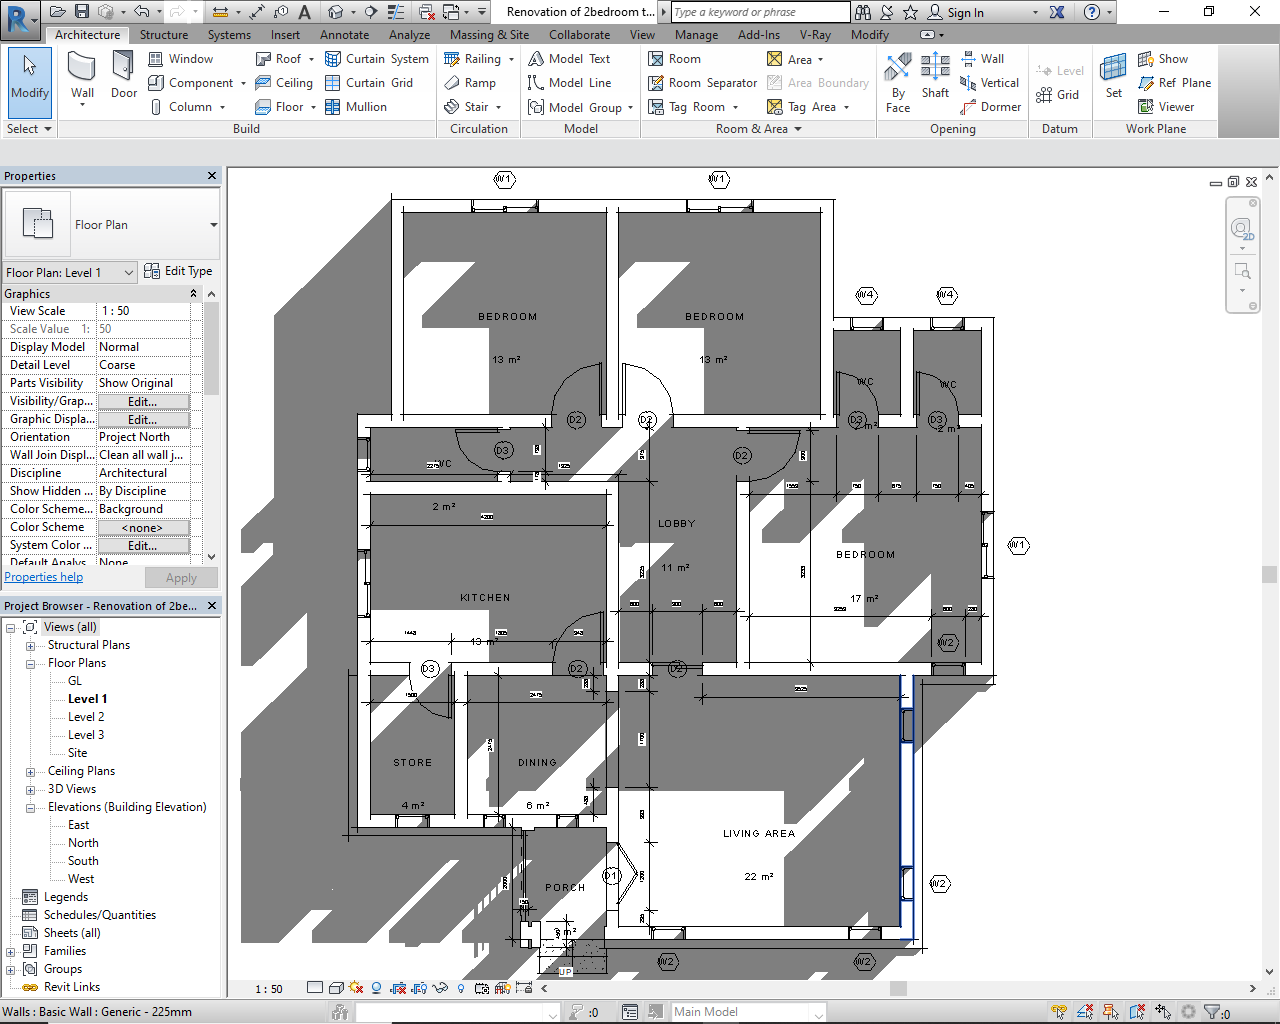 Renovation of 2bedroom t...
Type a keyword or phrase
Sign In
Architecture Structure Systems Insert Annotate Analyze Massing & Site Collaborate View Manage Add-Ins V-Ray Modify
Modify
Wall
Door
Window
Component
Column
Roof
Ceiling
Floor
Curtain System
Curtain Grid
Mullion
Railing
Ramp
Stair
Model Text
Model Line
Model Group
Room
Room Separator
Tag Room
Area
Area Boundary
Tag Area
By Face
Shaft
Wall
Vertical
Dormer
Level
Grid
Set
Show
Ref Plane
Viewer
Select Build Circulation Model Room & Area Opening Datum Work Plane
Properties
Floor Plan
Floor Plan: Level 1 Edit Type
Graphics
View Scale 1 : 50
Scale Value 1: 50
Display Model Normal
Detail Level Coarse
Parts Visibility Show Original
Visibility/Grap... Edit...
Graphic Displa... Edit...
Orientation Project North
Wall Join Displ... Clean all wall j...
Discipline Architectural
Show Hidden ... By Discipline
Color Scheme... Background
Color Scheme <none>
System Color ... Edit...
Default Analys... None
Properties help Apply
Project Browser - Renovation of 2be...
Views (all)
Structural Plans
Floor Plans
GL
Level 1
Level 2
Level 3
Site
Ceiling Plans
3D Views
Elevations (Building Elevation)
East
North
South
West
Legends
Schedules/Quantities
Sheets (all)
Families
Groups
Revit Links
W1 W1
2D
W4 W4
BEDROOM BEDROOM
13 m² 13 m²
WC WC
D2 D2 D3 D3
2 m² 2 m²
D3 D2
WC
2 m²
LOBBY
W1
BEDROOM
11 m²
KITCHEN 17 m²
13 m²
W2
D3 D2 D2
STORE DINING
4 m² 6 m²
LIVING AREA
D1 22 m²
W2
PORCH
m²
W2 W2
UP
1 : 50
Walls : Basic Wall : Generic - 225mm
:0
Main Model
:0